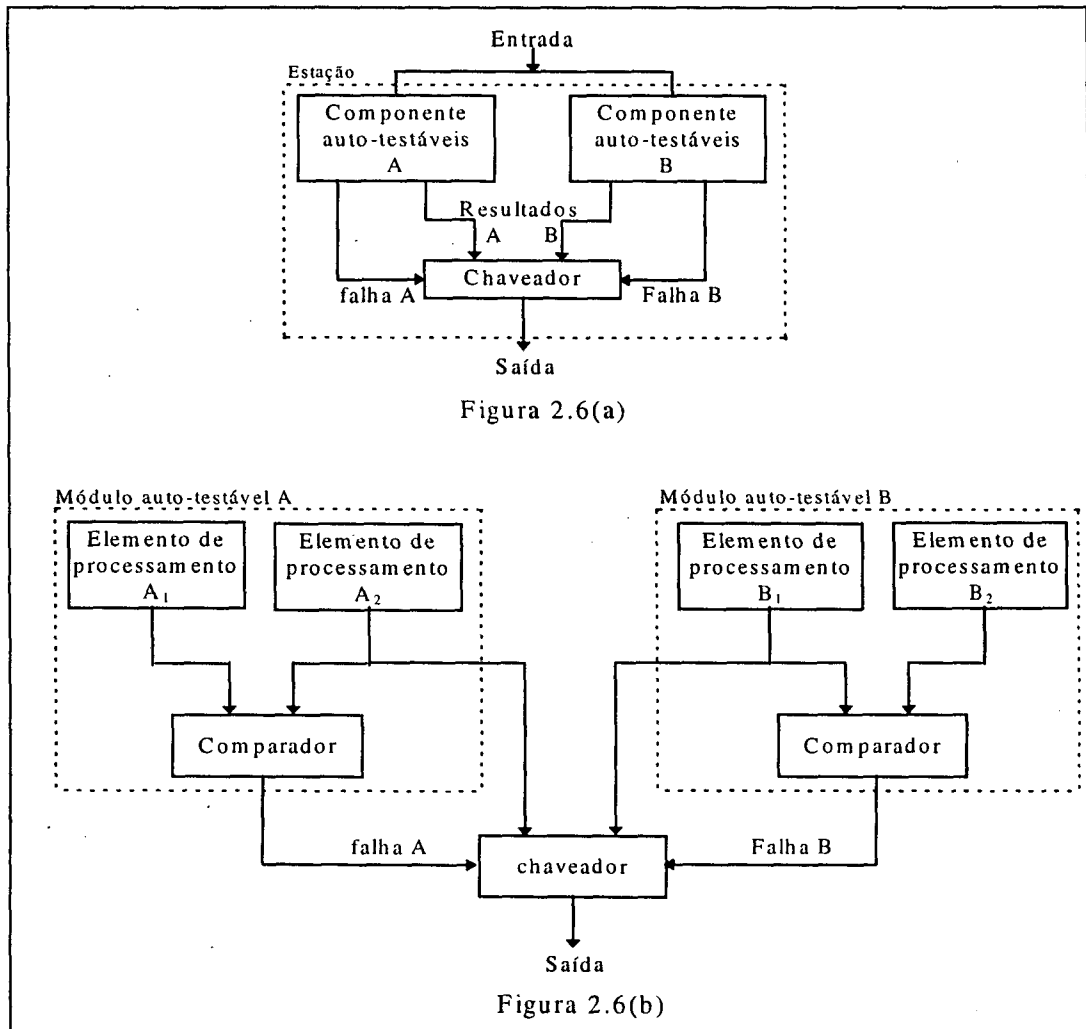 Entrada
Estação
Componente
auto-testáveis
A
Componente
auto-testáveis
B
Resultados
A B
Chaveador
falha A
Falha B
Saída
Figura 2.6(a)
Módulo auto-testável A
Elemento de
processamento
A₁
Elemento de
processamento
A₂
Comparador
Módulo auto-testável B
Elemento de
processamento
B₁
Elemento de
processamento
B₂
Comparador
falha A
chaveador
Falha B
Saída
Figura 2.6(b)